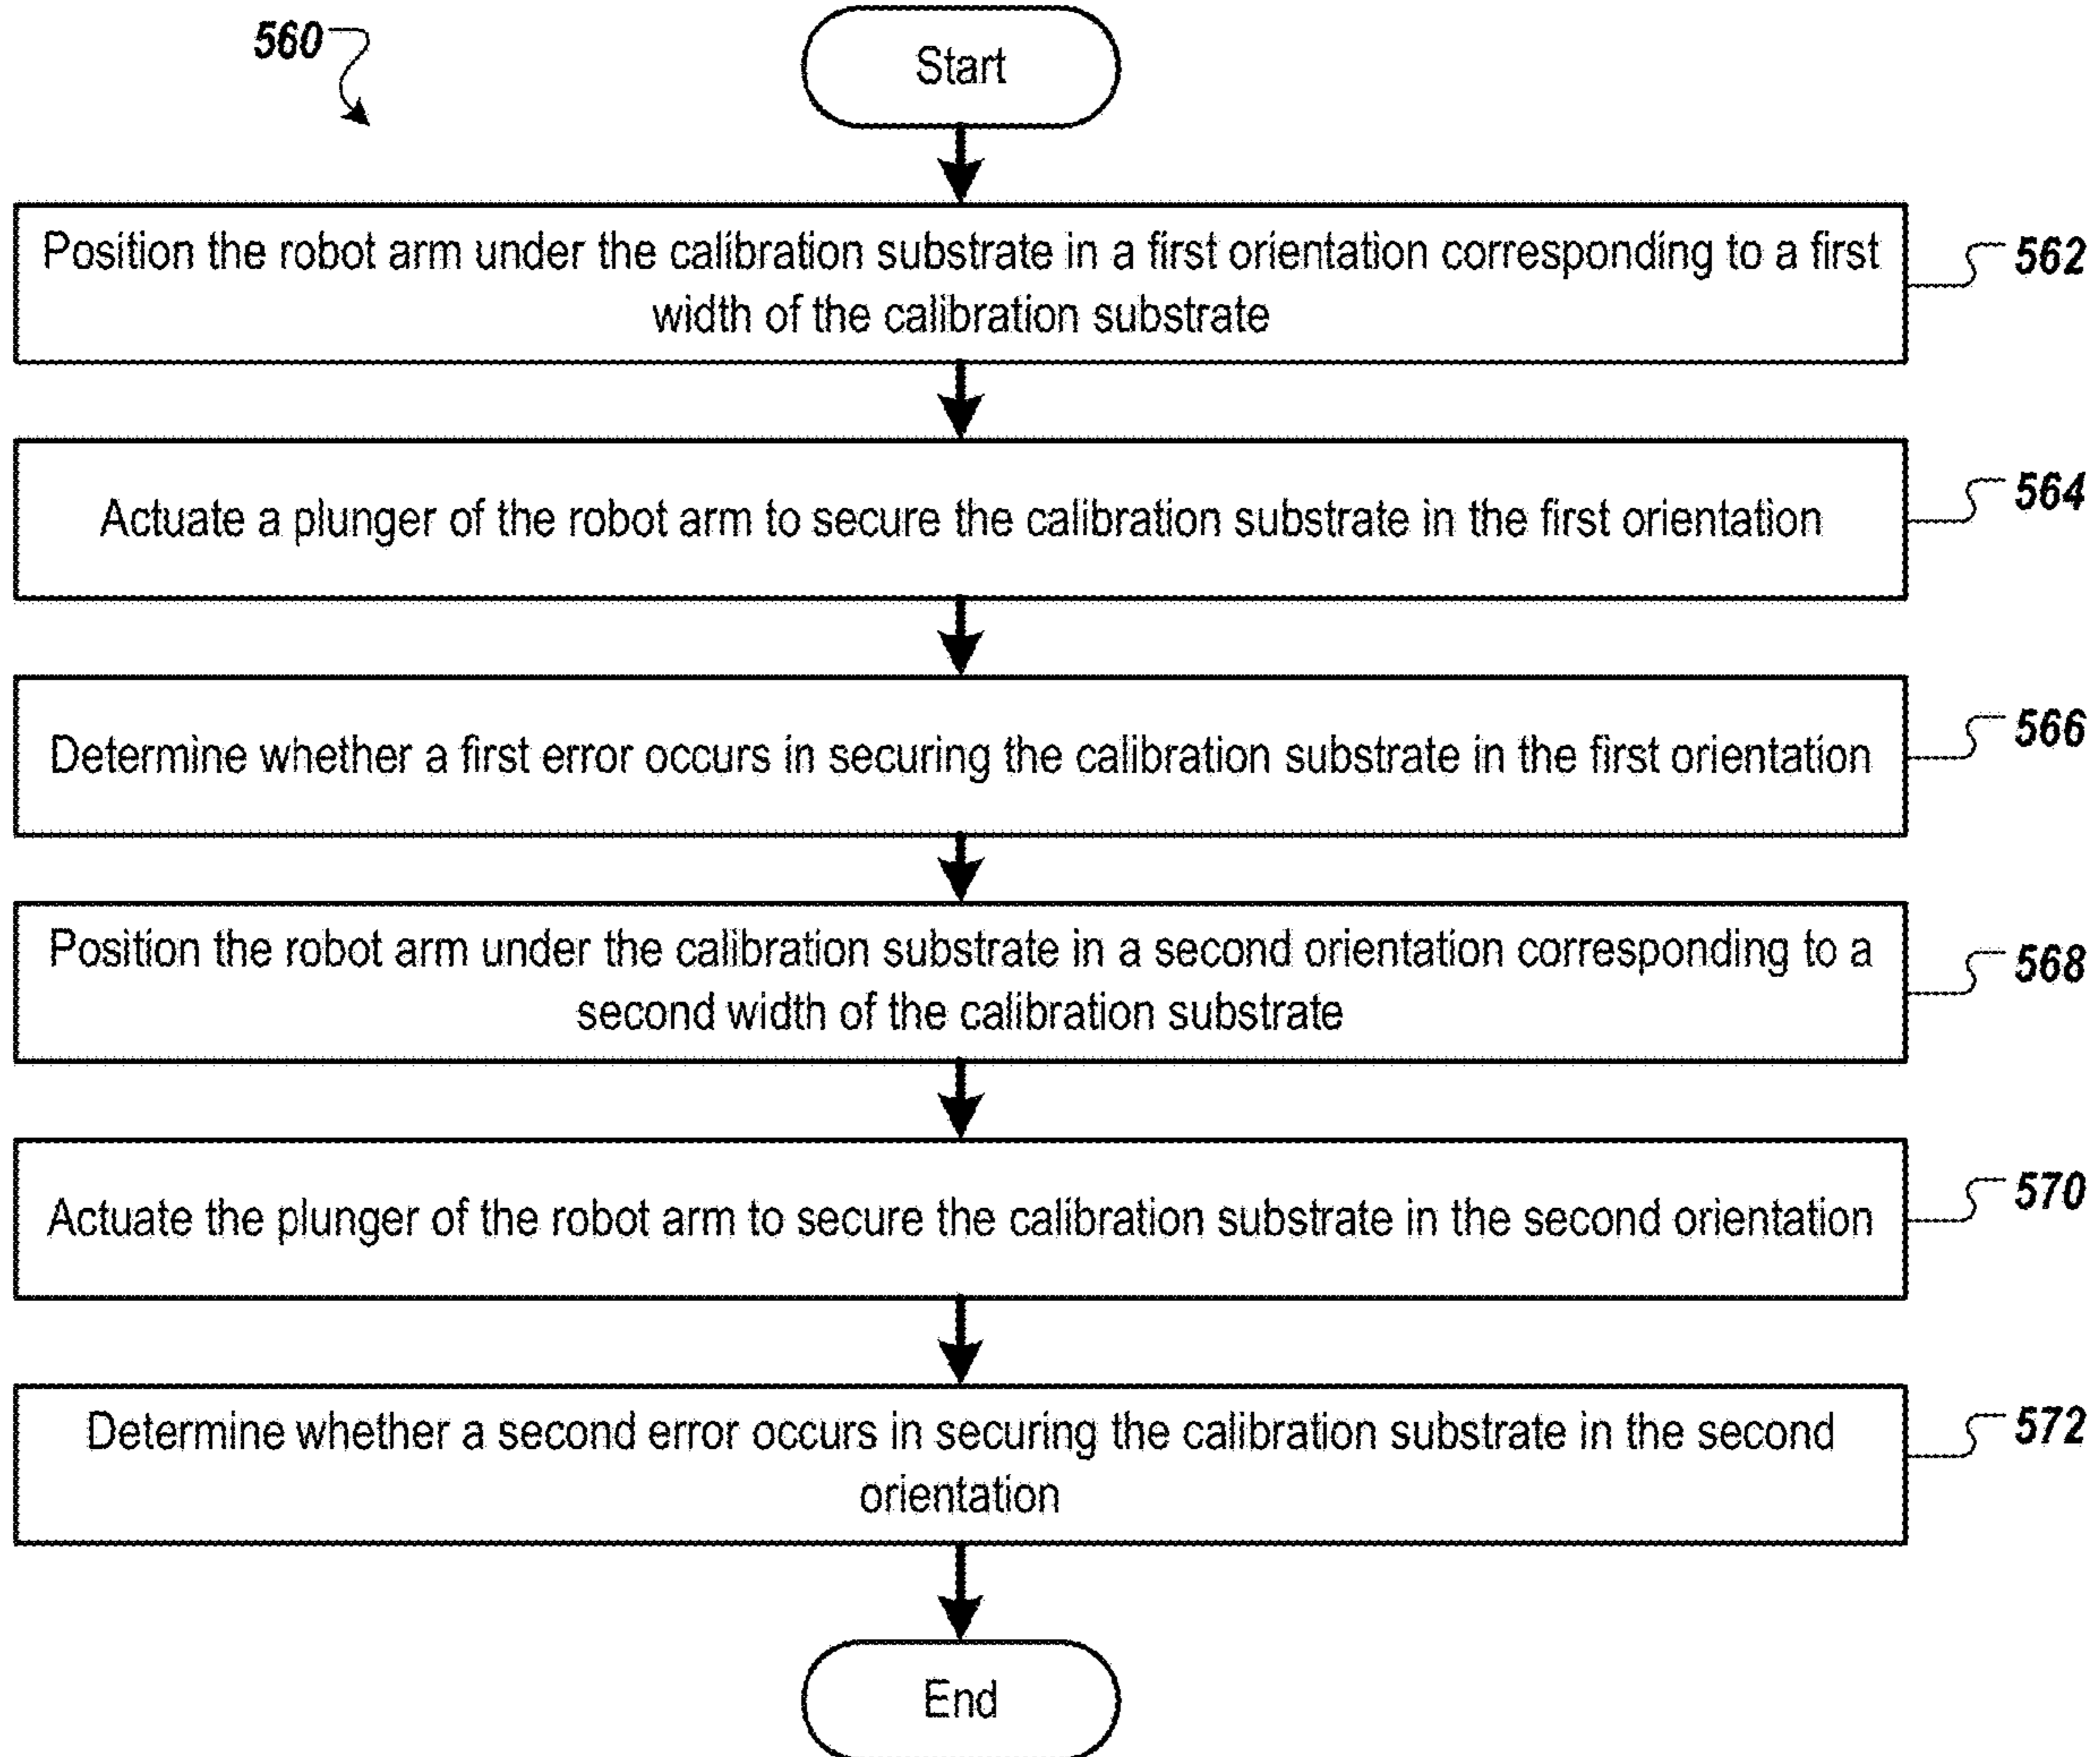 560
Start
Position the robot arm under the calibration substrate in a first orientation corresponding to a first
width of the calibration substrate
562
Actuate a plunger of the robot arm to secure the calibration substrate in the first orientation
564
Determine whether a first error occurs in securing the calibration substrate in the first orientation
566
Position the robot arm under the calibration substrate in a second orientation corresponding to a
second width of the calibration substrate
568
Actuate the plunger of the robot arm to secure the calibration substrate in the second orientation
570
Determine whether a second error occurs in securing the calibration substrate in the second
orientation
572
End